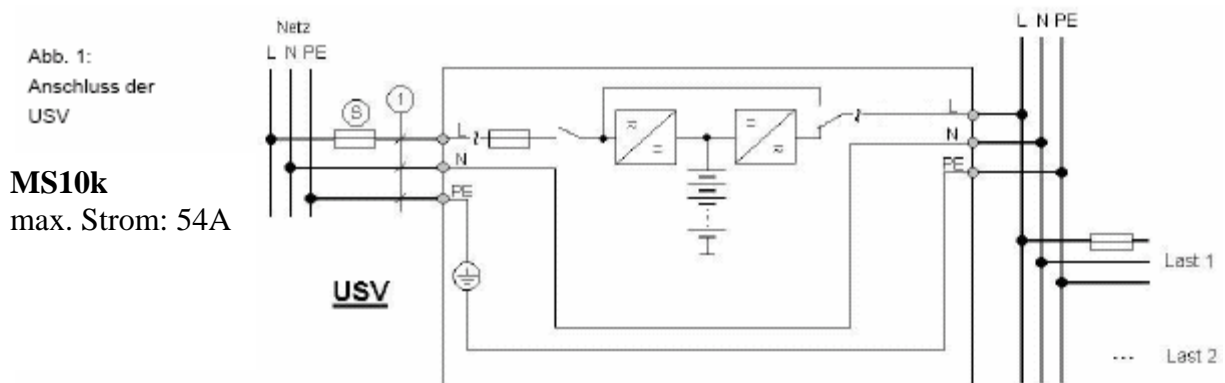 Abb. 1:
Anschluss der
USV
MS10k
max. Strom: 54A
Netz
L N PE
S
1
L
N
PE
USV
L
N
PE
L N PE
Last 1
... Last 2